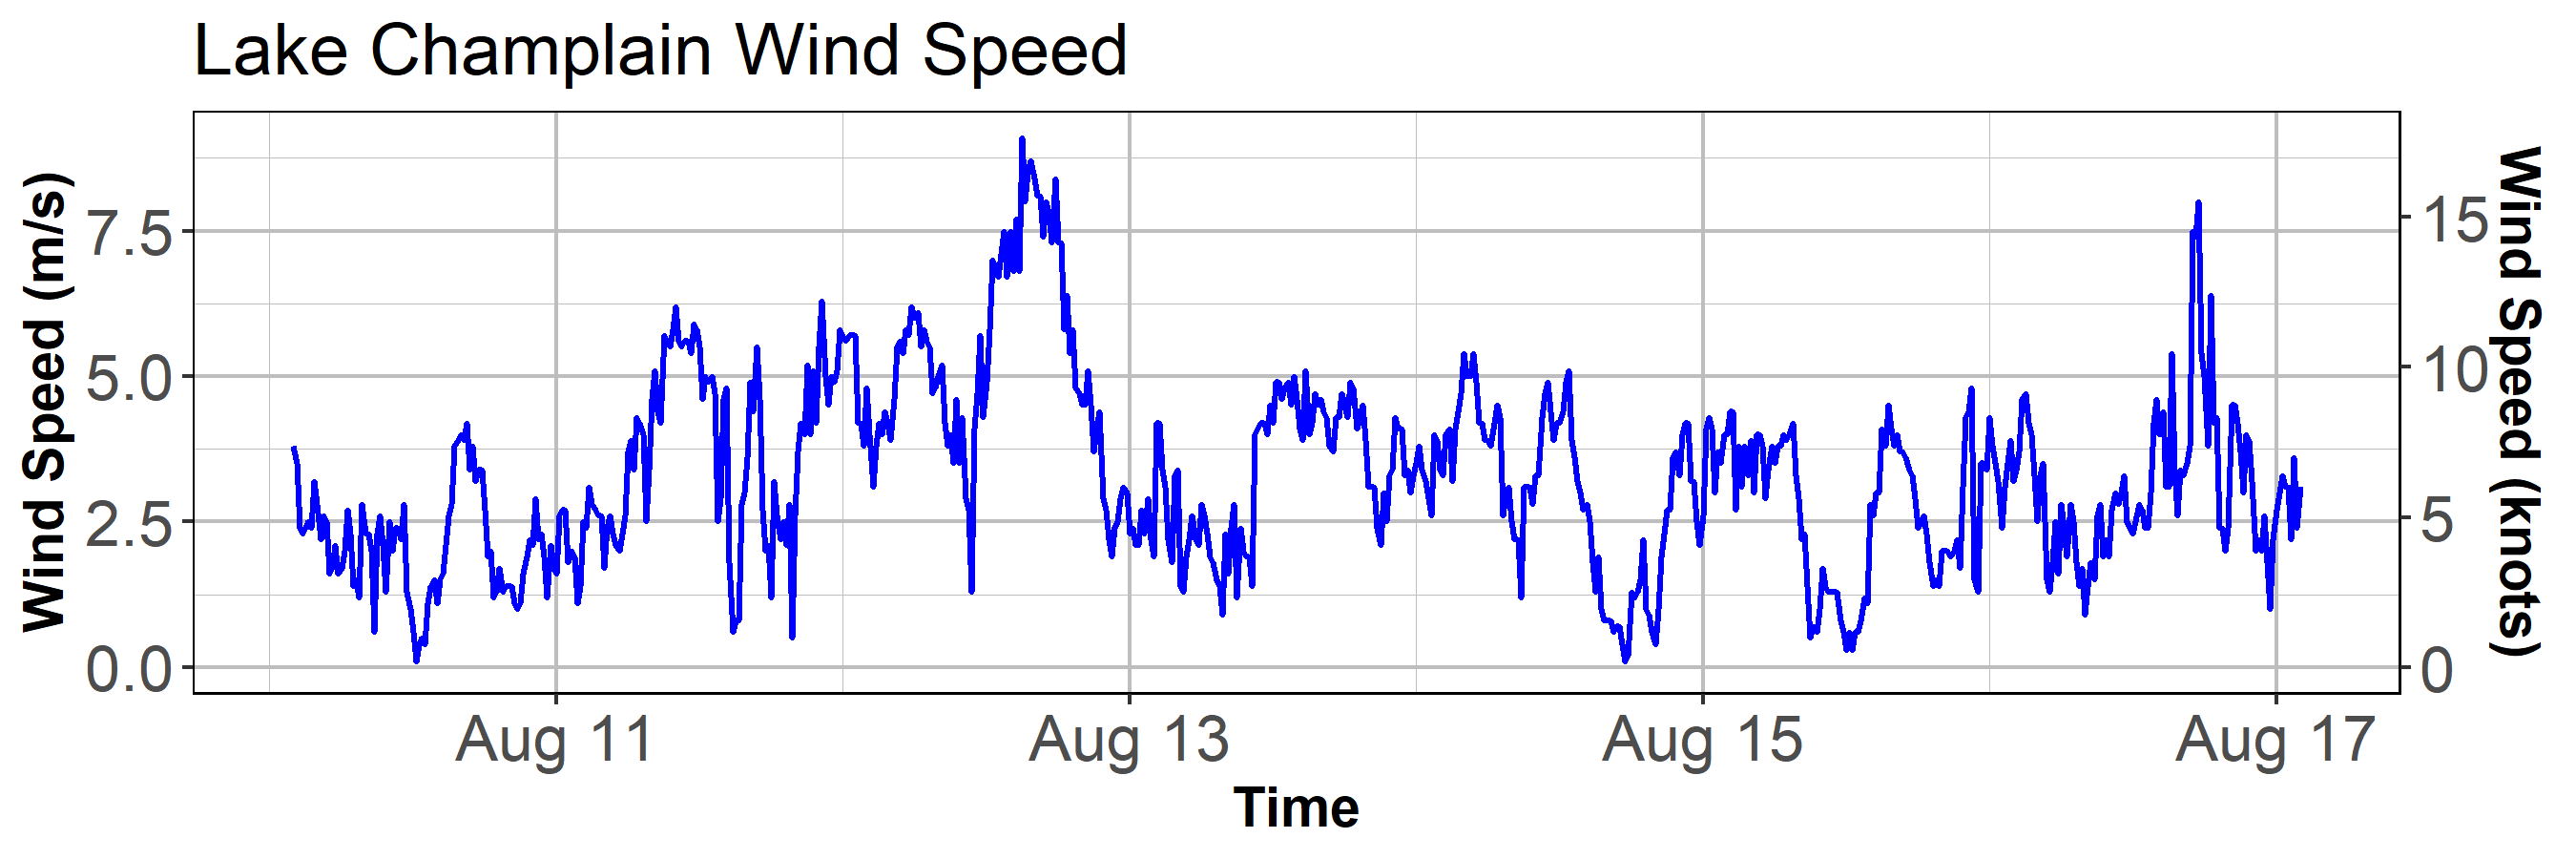 Lake Champlain Wind Speed
Wind Speed (m/s)
7.5
5.0
2.5
0.0
15
10
5
0
Wind Speed (knots)
Aug 11
Aug 13
Aug 15
Aug 17
Time